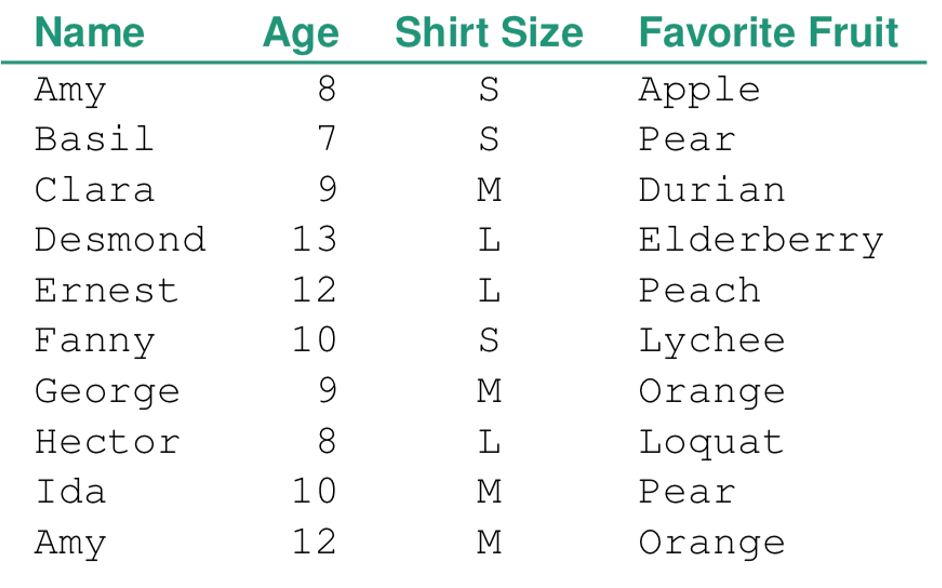 Name Age Shirt Size Favorite Fruit
Amy 8 S Apple
Basil 7 S Pear
Clara 9 M Durian
Desmond 13 L Elderberry
Ernest 12 L Peach
Fanny 10 S Lychee
George 9 M Orange
Hector 8 L Loquat
Ida 10 M Pear
Amy 12 M Orange